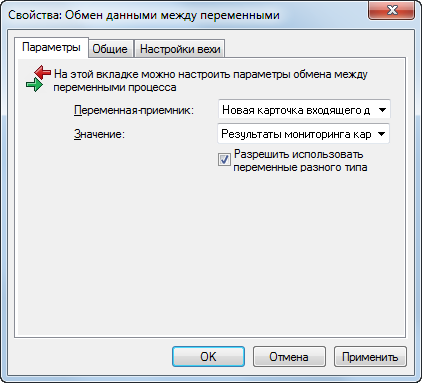 Свойства: Обмен данными между переменными
Параметры Общие Настройки вехи
На этой вкладке можно настроить параметры обмена между
переменными процесса
Переменная-приемник: Новая карточка входящего д
Значение: Результаты мониторинга кар
Разрешить использовать
переменные разного типа
OK Отмена Применить